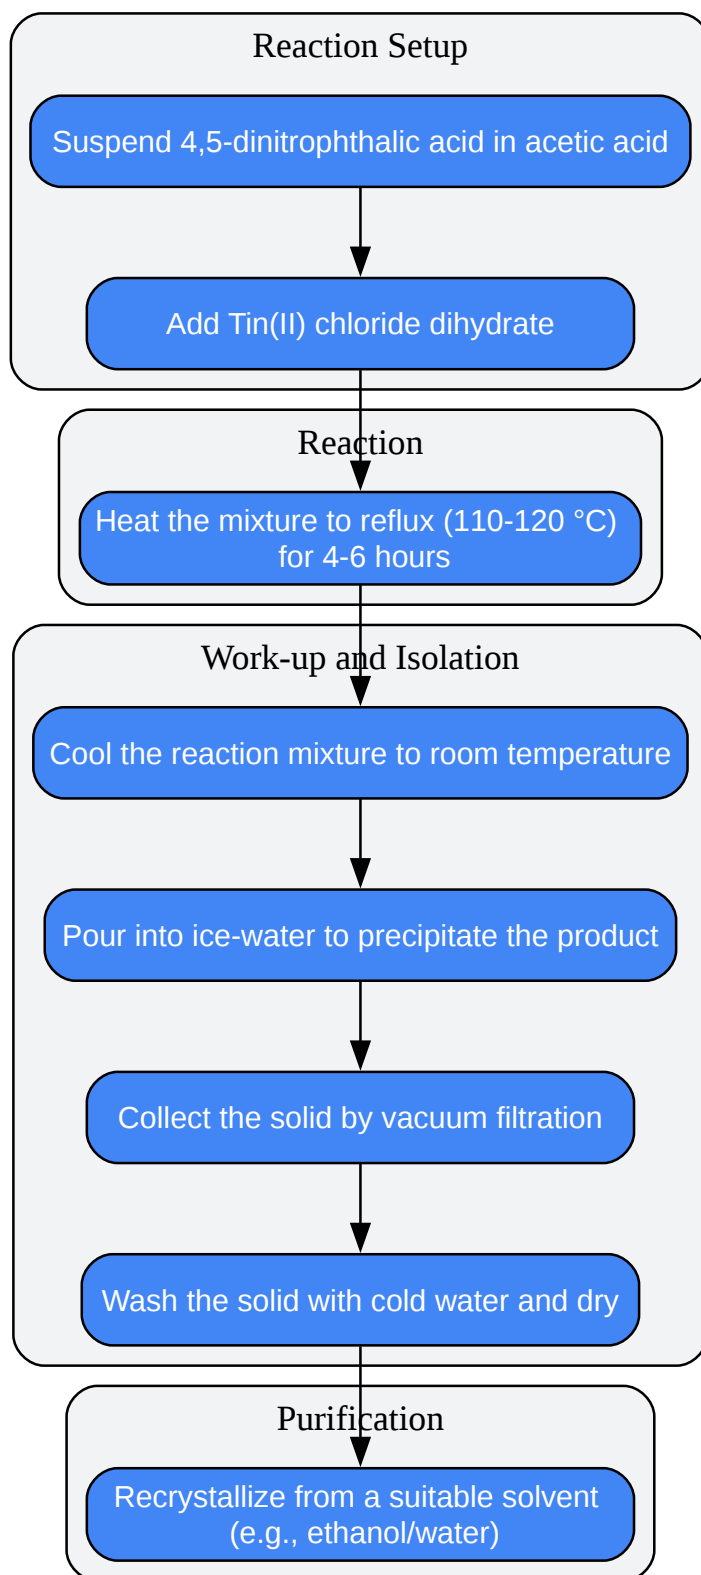 Reaction Setup
Suspend 4,5-dinitrophthalic acid in acetic acid
Add Tin(II) chloride dihydrate
Reaction
Heat the mixture to reflux (110-120 °C)
for 4-6 hours
Work-up and Isolation
Cool the reaction mixture to room temperature
Pour into ice-water to precipitate the product
Collect the solid by vacuum filtration
Wash the solid with cold water and dry
Purification
Recrystallize from a suitable solvent
(e.g., ethanol/water)